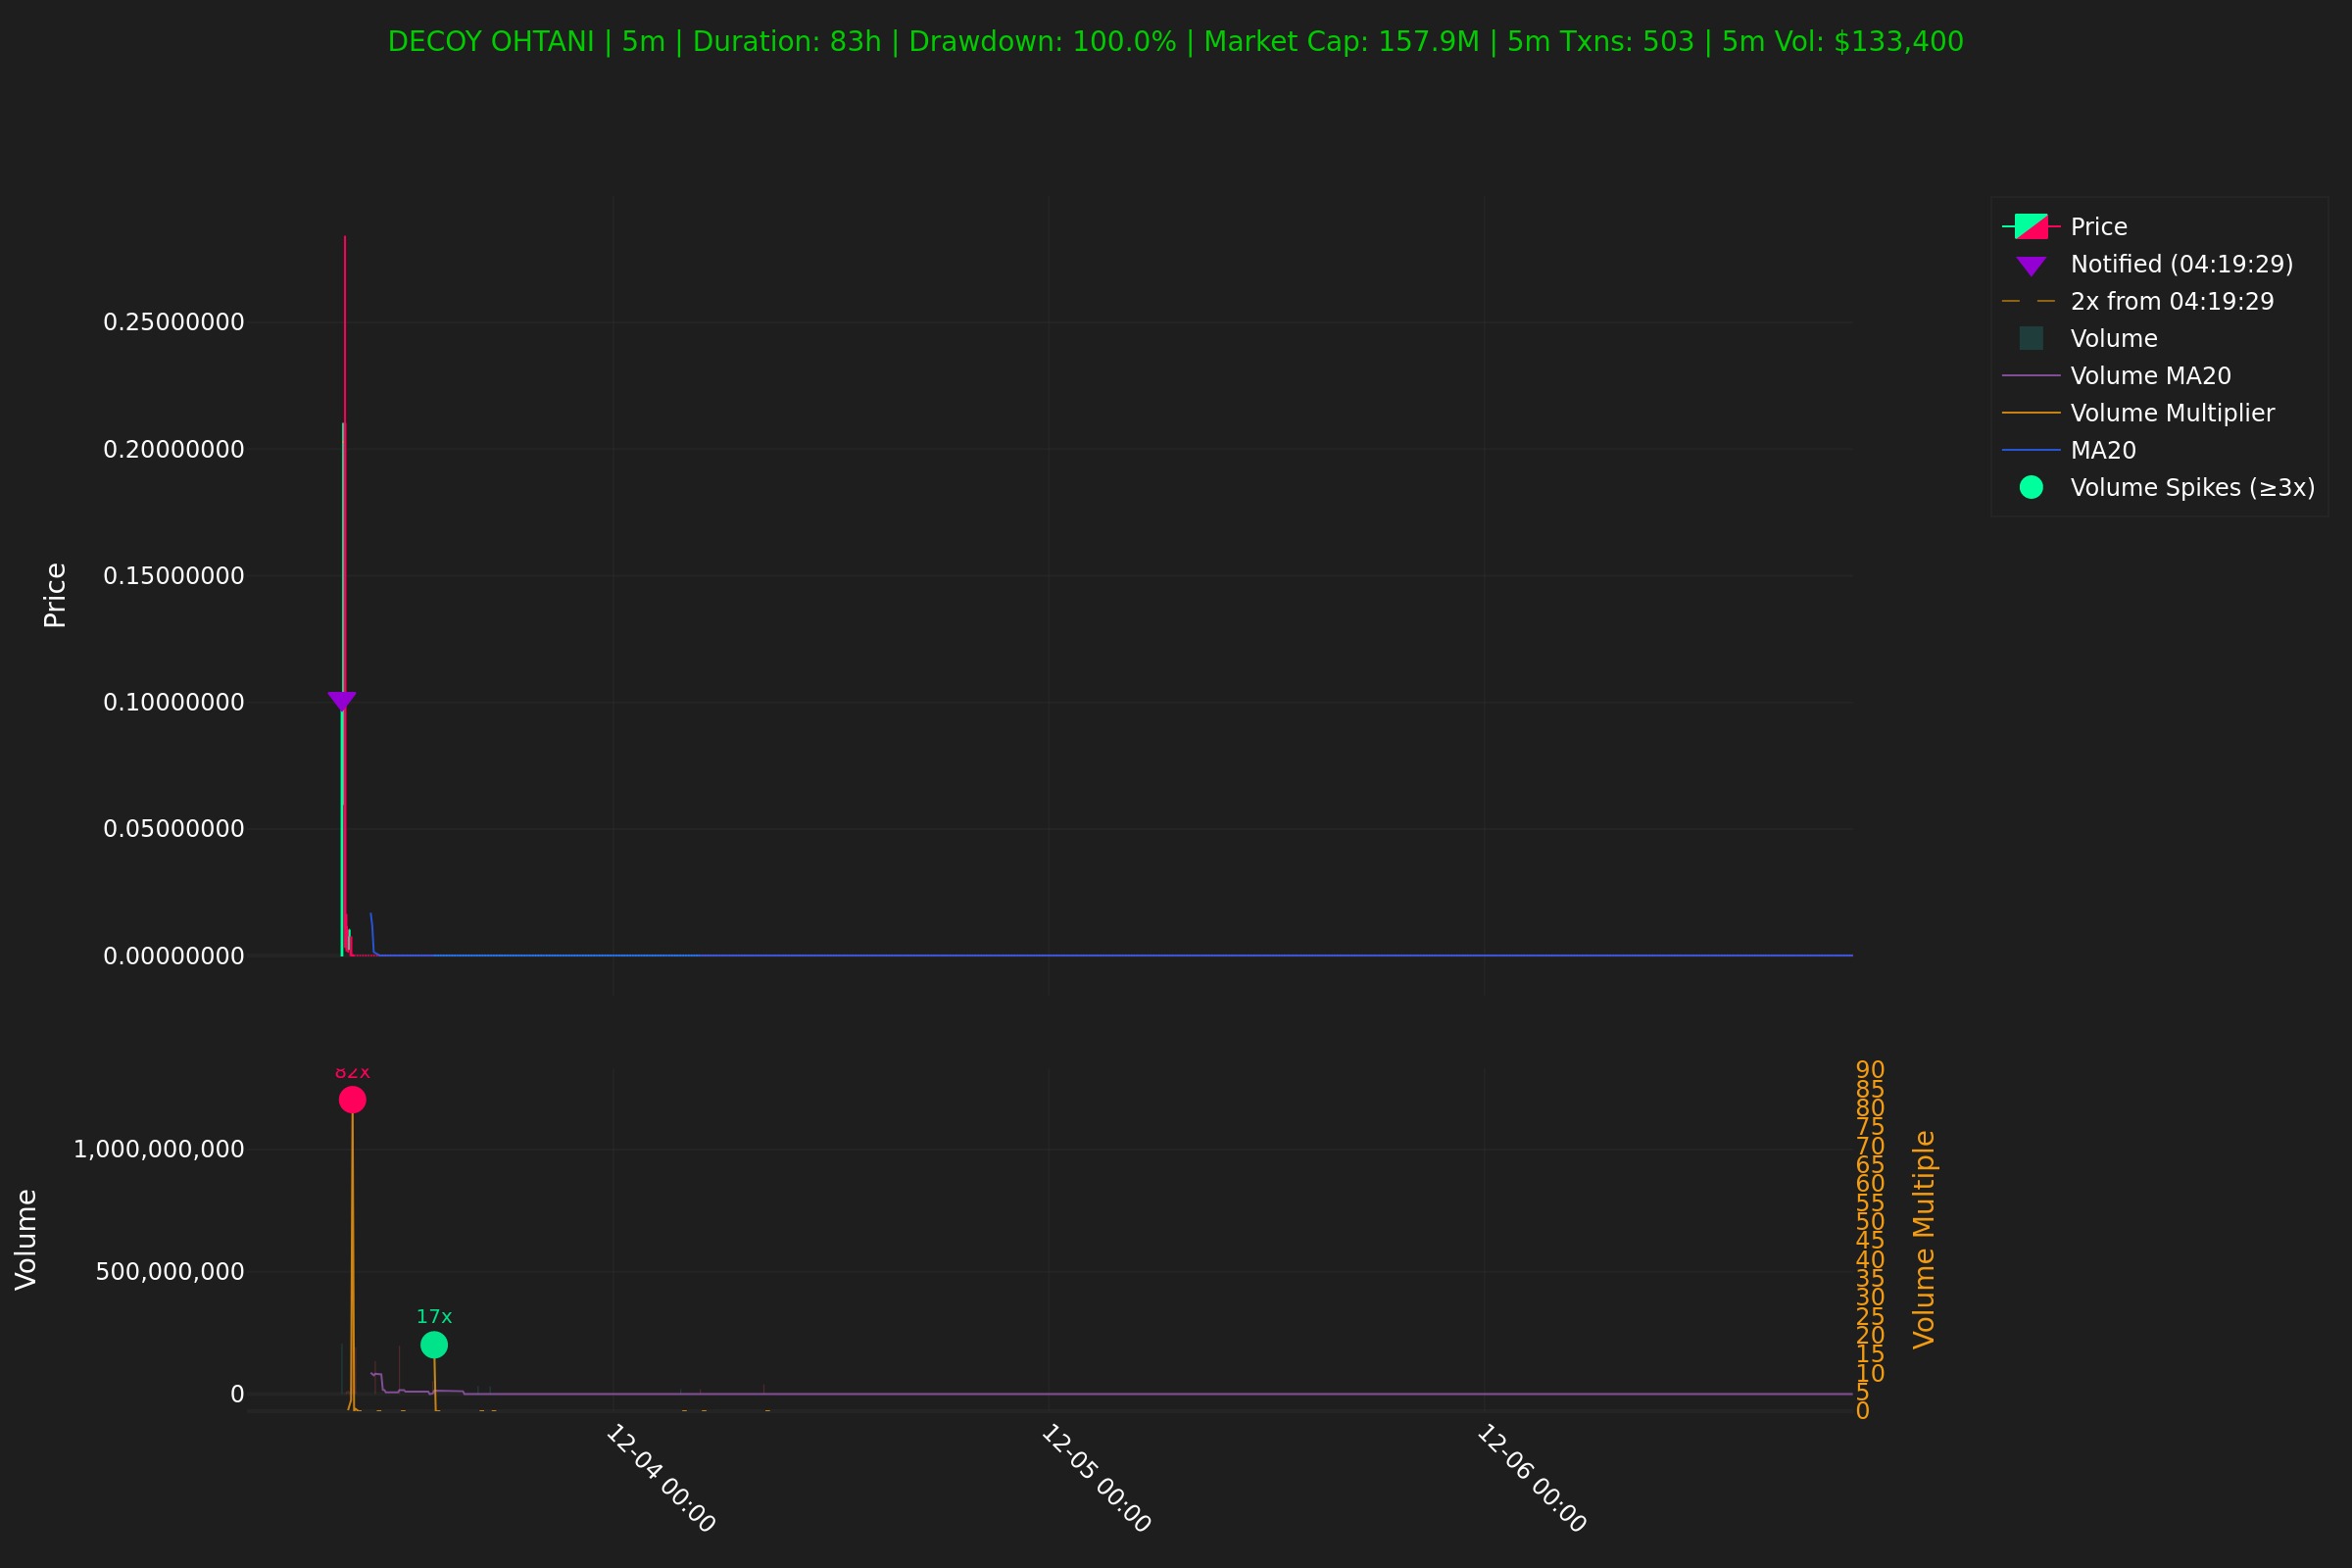 DECOY OHTANI | 5m | Duration: 83h | Drawdown: 100.0% | Market Cap: 157.9M | 5m Txns: 503 | 5m Vol: $133,400
Price
Notified (04:19:29)
2x from 04:19:29
Volume
Volume MA20
Volume Multiplier
MA20
Volume Spikes (≥3x)
Price
0.25000000
0.20000000
0.15000000
0.10000000
0.05000000
0.00000000
82x
17x
Volume
1,000,000,000
500,000,000
0
90
85
80
75
70
65
60
55
50
45
40
35
30
25
20
15
10
5
0
Volume Multiple
12-04 00:00
12-05 00:00
12-06 00:00